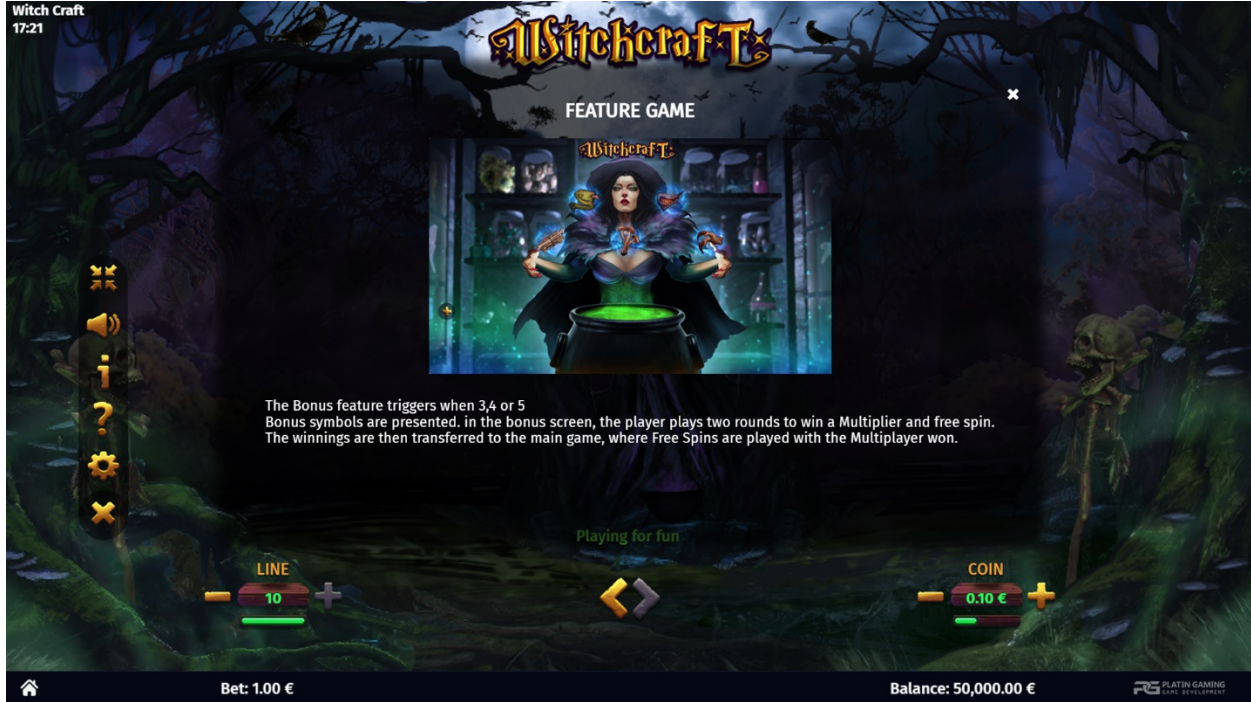 Witch Craft
17:21
WitchcrafT
FEATURE GAME
WitchcrafT
The Bonus feature triggers when 3,4 or 5
Bonus symbols are presented. in the bonus screen, the player plays two rounds to win a Multiplier and free spin.
The winnings are then transferred to the main game, where Free Spins are played with the Multiplayer won.
Playing for fun
LINE
10
COIN
0.10 €
Bet: 1.00 €
Balance: 50,000.00 €
PG PLATIN GAMING
GAME DEVELOPMENT